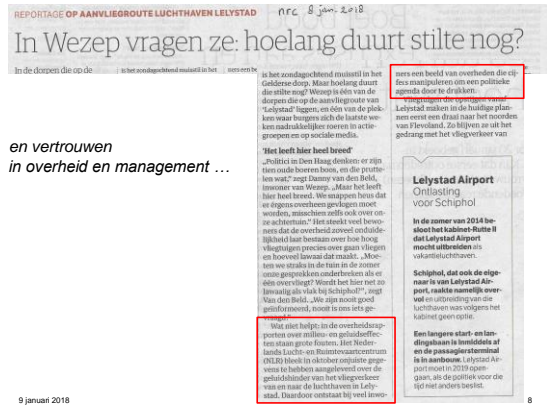 REPORTAGE OP AANVLIEGROUTE LUCHTHAVEN LELYSTAD
nrc 8 jan. 2018
In Wezep vragen ze: hoelang duurt stilte nog?
In de dorpen die op de
is het zondagochtend muisstil in het
ners een be
en vertrouwen
in overheid en management …
is het zondagochtend muisstil in het
Gelderse dorp. Maar hoelang duurt
die stilte nog? Wezep is één van de
dorpen die op de aanvliegroute van
'Lelystad' liggen, en één van de plek-
ken waar burgers zich de laatste we-
ken nadrukkelijker roeren in actie-
groepen en op sociale media.
'Het leeft hier heel breed'
„Politici in Den Haag denken: er zijn
tien oude boeren boos, en die prutte-
len wat,” zegt Danny van den Beld,
inwoner van Wezep. „Maar het leeft
hier heel breed. We snappen heus dat
er érgens overheen gevlogen moet
worden, misschien zelfs ook over on-
ze achtertuin.” Het steekt veel bewo-
ners dat de overheid zoveel onduide-
lijkheid laat bestaan over hoe hoog
vliegtuigen precies over gaan vliegen
en hoeveel lawaai dat maakt. „Moe-
ten we straks in de tuin in de zomer
onze gesprekken onderbreken als er
één overvliegt? Wordt het hier net zo
lawaaiig als vlak bij Schiphol?”, zegt
Van den Beld. „We zijn nooit goed
geïnformeerd, nooit is ons iets ge-
vraagd.”
Wat niet helpt: in de overheidsrap-
porten over milieu- en geluidseffec-
ten staan grote fouten. Het Neder-
lands Lucht- en Ruimtevaartcentrum
(NLR) bleek in oktober onjuiste gege-
vens te hebben aangeleverd over de
geluidshinder van het vliegverkeer
van en naar de luchthaven in Lely-
stad. Daardoor ontstaat bij veel inwo-
ners een beeld van overheden die cij-
fers manipuleren om een politieke
agenda door te drukken.
Vliegtuigen die opstijgen vanaf
Lelystad maken in de huidige plan-
nen eerst een draai naar het noorden
van Flevoland. Zo blijven ze uit het
gedrang met het vliegverkeer van
Lelystad Airport
Ontlasting
voor Schiphol
In de zomer van 2014 be-
sloot het kabinet-Rutte II
dat Lelystad Airport
mocht uitbreiden als
vakantieluchthaven.
Schiphol, dat ook de eige-
naar is van Lelystad Air-
port, raakte namelijk over-
vol en uitbreiding van die
luchthaven was volgens het
kabinet geen optie.
Een langere start- en lan-
dingsbaan is inmiddels af
en de passagiersterminal
is in aanbouw. Lelystad Air-
port moet in 2019 open-
gaan, als de politiek voor die
tijd niet anders beslist.
9 januari 2018
8